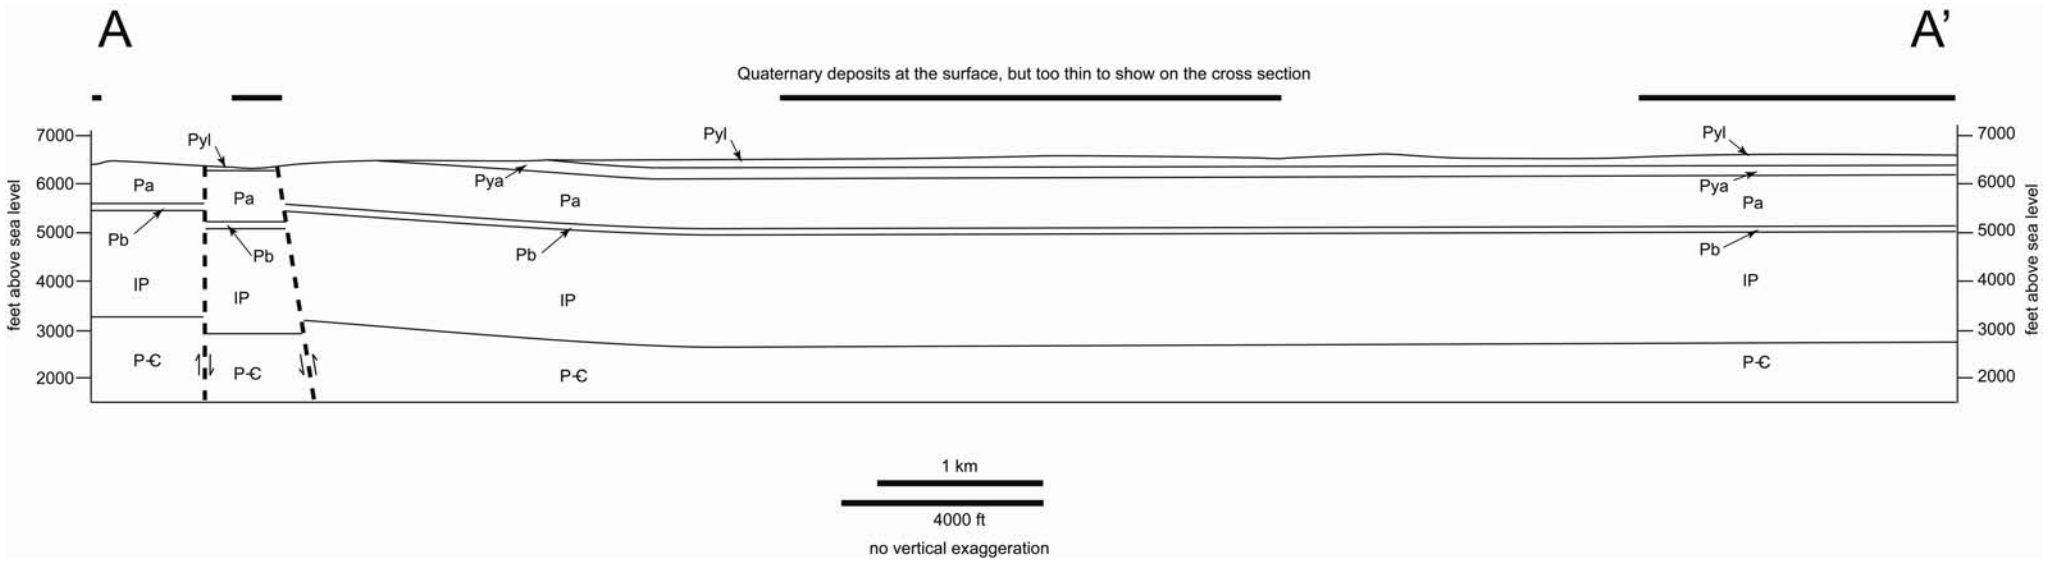 A
A’
Quaternary deposits at the surface, but too thin to show on the cross section
7000
Pyl
Pyl
Pyl
7000
6000
Pa
Pa
Pya
Pa
Pya
Pa
6000
5000
Pb
Pb
Pb
Pb
5000
4000
IP
IP
IP
IP
4000
3000
3000
2000
P-Є
P-Є
P-Є
P-Є
2000
feet above sea level
feet above sea level
1 km
4000 ft
no vertical exaggeration